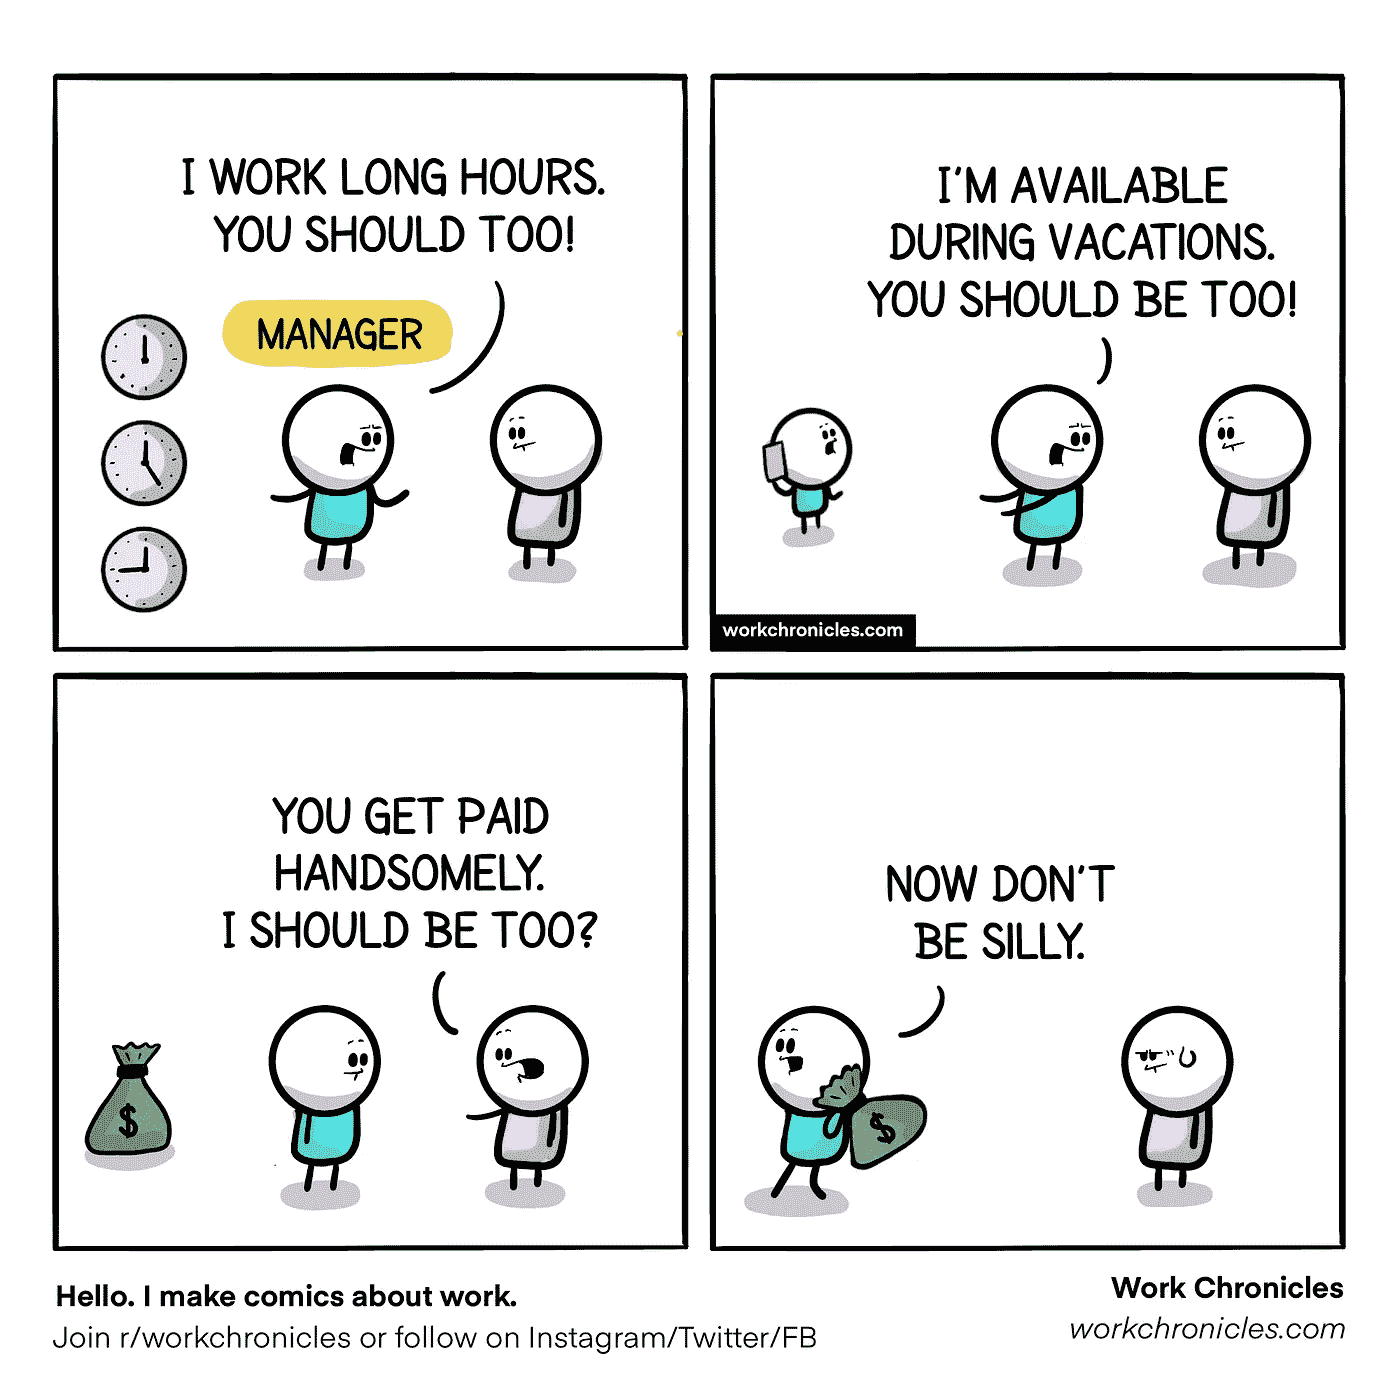 I WORK LONG HOURS.
YOU SHOULD TOO!
MANAGER
I'M AVAILABLE
DURING VACATIONS.
YOU SHOULD BE TOO!
workchronicles.com
YOU GET PAID
HANDSOMELY.
I SHOULD BE TOO?
$
NOW DON'T
BE SILLY.
$
Hello. I make comics about work.
Join r/workchronicles or follow on Instagram/Twitter/FB
Work Chronicles
workchronicles.com